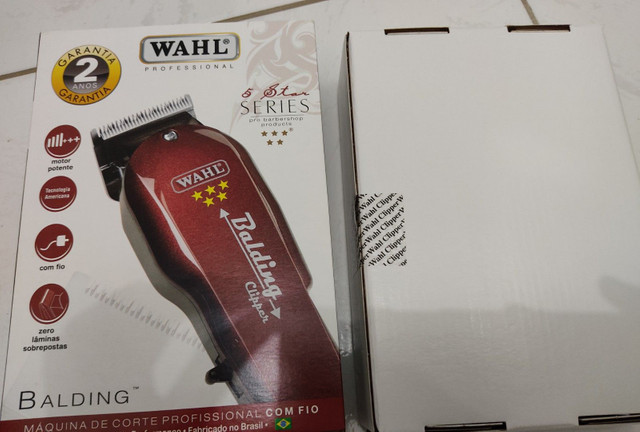 GARANTIA
2
ANOS
GARANTIA
WAHL®
PROFESSIONAL
5 Star
SERIES
pro barbershop
products
motor
potente
Tecnologia
Americana
com fio
zero
lâminas
sobrepostas
WAHL
Balding
Clipper
BALDING™
MÁQUINA DE CORTE PROFISSIONAL COM FIO
• Fabricado no Brasil •
Wahl Clipper
Wahl Clipper
Wahl Clipper
Wahl Clipper